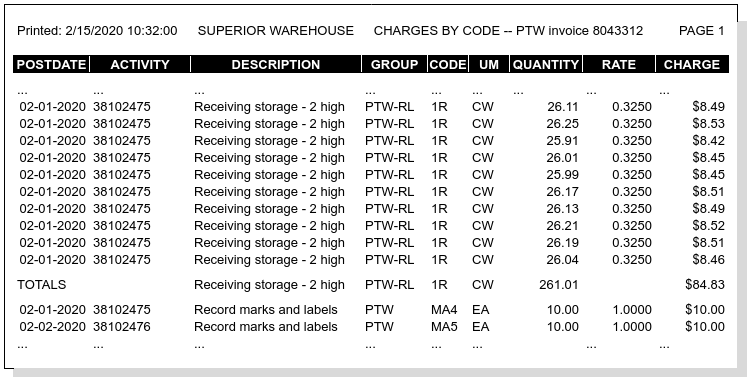 Printed: 2/15/2020 10:32:00 SUPERIOR WAREHOUSE CHARGES BY CODE -- PTW invoice 8043312 PAGE 1
POSTDATE ACTIVITY DESCRIPTION GROUP CODE UM QUANTITY RATE CHARGE
... ... ... ... ... ... ... ... ...
02-01-2020 38102475 Receiving storage - 2 high PTW-RL 1R CW 26.11 0.3250 $8.49
02-01-2020 38102475 Receiving storage - 2 high PTW-RL 1R CW 26.25 0.3250 $8.53
02-01-2020 38102475 Receiving storage - 2 high PTW-RL 1R CW 25.91 0.3250 $8.42
02-01-2020 38102475 Receiving storage - 2 high PTW-RL 1R CW 26.01 0.3250 $8.45
02-01-2020 38102475 Receiving storage - 2 high PTW-RL 1R CW 25.99 0.3250 $8.45
02-01-2020 38102475 Receiving storage - 2 high PTW-RL 1R CW 26.17 0.3250 $8.51
02-01-2020 38102475 Receiving storage - 2 high PTW-RL 1R CW 26.13 0.3250 $8.49
02-01-2020 38102475 Receiving storage - 2 high PTW-RL 1R CW 26.21 0.3250 $8.52
02-01-2020 38102475 Receiving storage - 2 high PTW-RL 1R CW 26.19 0.3250 $8.51
02-01-2020 38102475 Receiving storage - 2 high PTW-RL 1R CW 26.04 0.3250 $8.46
TOTALS Receiving storage - 2 high PTW-RL 1R CW 261.01 $84.83
02-01-2020 38102475 Record marks and labels PTW MA4 EA 10.00 1.0000 $10.00
02-02-2020 38102476 Record marks and labels PTW MA5 EA 10.00 1.0000 $10.00
... ... ... ... ... ... ... ...